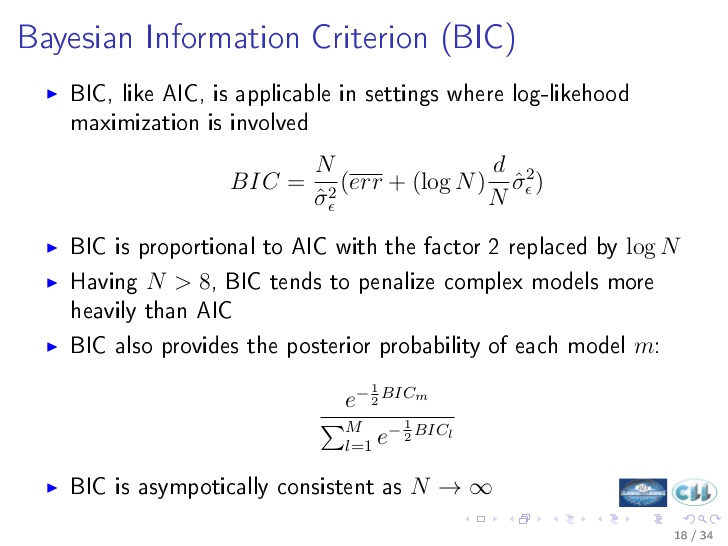 Bayesian Information Criterion (BIC)
BIC, like AIC, is applicable in settings where log-likehood
maximization is involved
$BIC = \frac{N}{\hat{\sigma}_{\epsilon}^{2}}(\overline{err} + (\log N)\frac{d}{N}\hat{\sigma}_{\epsilon}^{2})$
BIC is proportional to AIC with the factor 2 replaced by $\log N$
Having $N > 8$, BIC tends to penalize complex models more
heavily than AIC
BIC also provides the posterior probability of each model $m$:
$\frac{e^{-\frac{1}{2}BIC_m}}{\sum_{l=1}^{M} e^{-\frac{1}{2}BIC_l}}$
BIC is asympotically consistent as $N \to \infty$
18 / 34